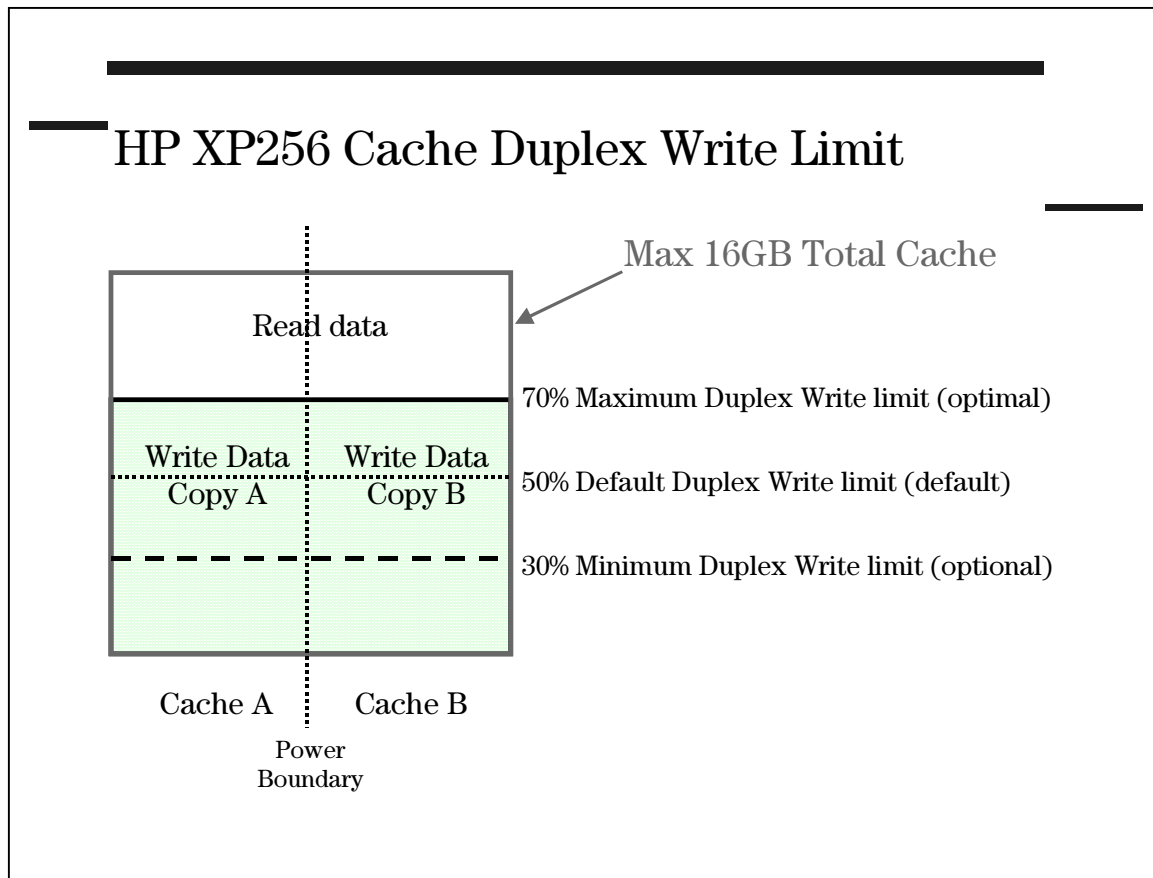 HP XP256 Cache Duplex Write Limit
Max 16GB Total Cache
Read data
70% Maximum Duplex Write limit (optimal)
Write Data
Copy A
Write Data
Copy B
50% Default Duplex Write limit (default)
30% Minimum Duplex Write limit (optional)
Cache A
Cache B
Power
Boundary